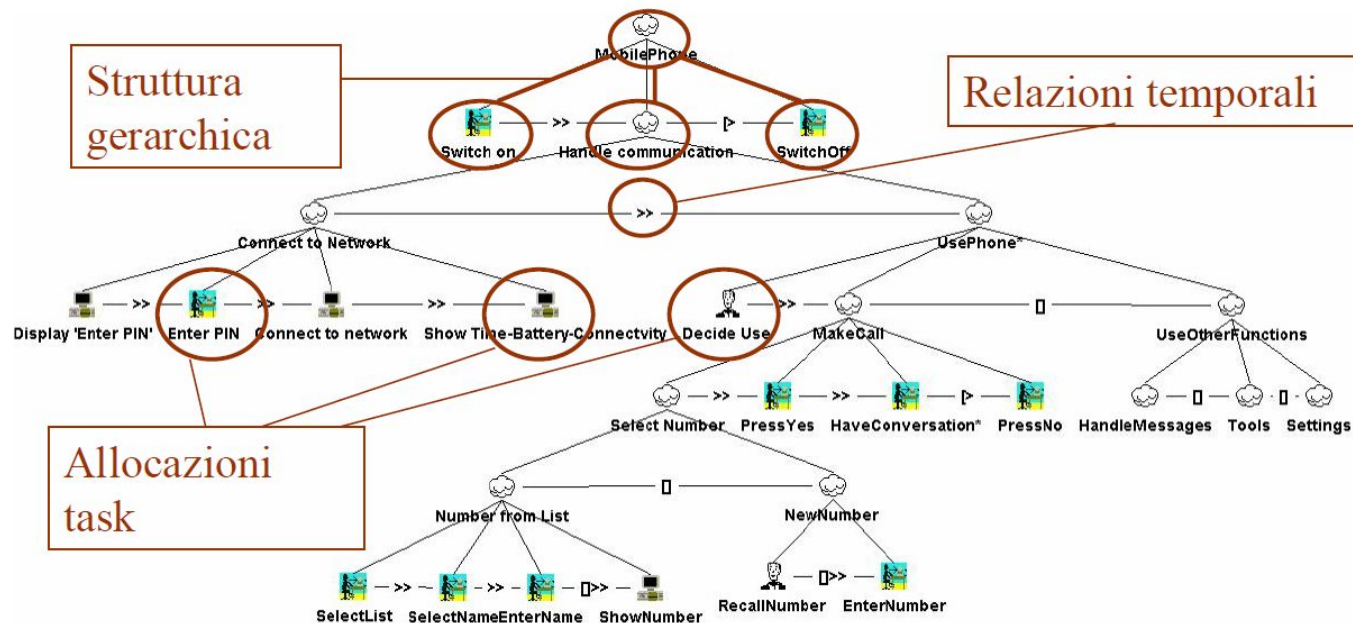 MobilePhone
Struttura
gerarchica
Relazioni temporali
>> [>
Switch on Handle communication SwitchOff
>>
Connect to Network UsePhone*
>> >> >> >> []
Display 'Enter PIN' Enter PIN Connect to network Show Time-Battery-Connectvity Decide Use MakeCall UseOtherFunctions
>> >> [> [] []
Select Number PressYes HaveConversation* PressNo HandleMessages Tools Settings
Allocazioni
task
[]
Number from List NewNumber
>> >> []>> []>>
SelectList SelectName EnterName ShowNumber RecallNumber EnterNumber